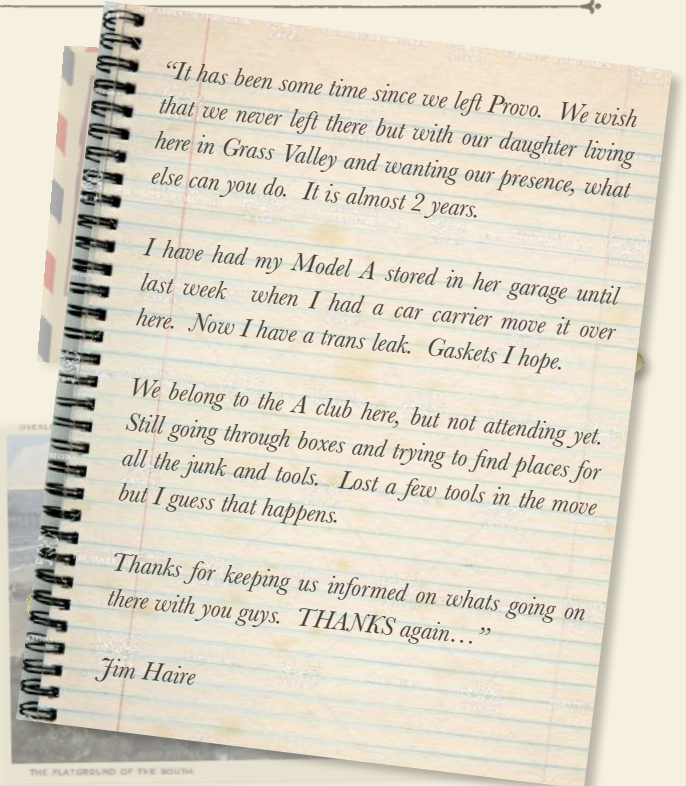 “It has been some time since we left Provo. We wish
that we never left there but with our daughter living
here in Grass Valley and wanting our presence, what
else can you do. It is almost 2 years.
I have had my Model A stored in her garage until
last week when I had a car carrier move it over
here. Now I have a trans leak. Gaskets I hope.
We belong to the A club here, but not attending yet.
Still going through boxes and trying to find places for
all the junk and tools. Lost a few tools in the move
but I guess that happens.
Thanks for keeping us informed on whats going on
there with you guys. THANKS again…”
Jim Haire
THE PLAYGROUND OF THE SOUTH